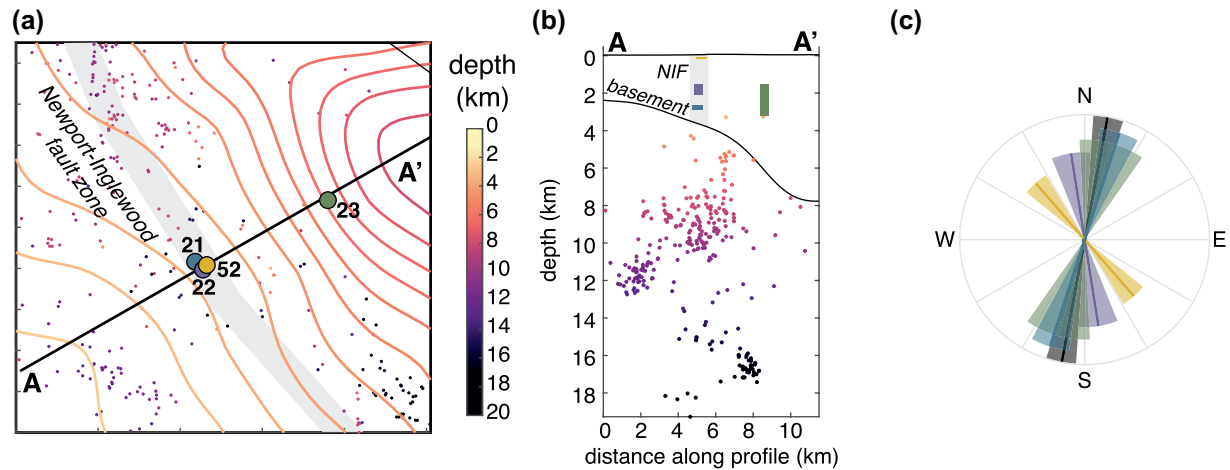 (a)
Newport-Inglewood
fault zone
A
A'
21
22
52
23
depth
(km)
0
2
4
6
8
10
12
14
16
18
20
(b)
A
A'
NIF
basement
0
2
4
6
8
10
12
14
16
18
depth (km)
0
2
4
6
8
10
distance along profile (km)
(c)
N
W
E
S